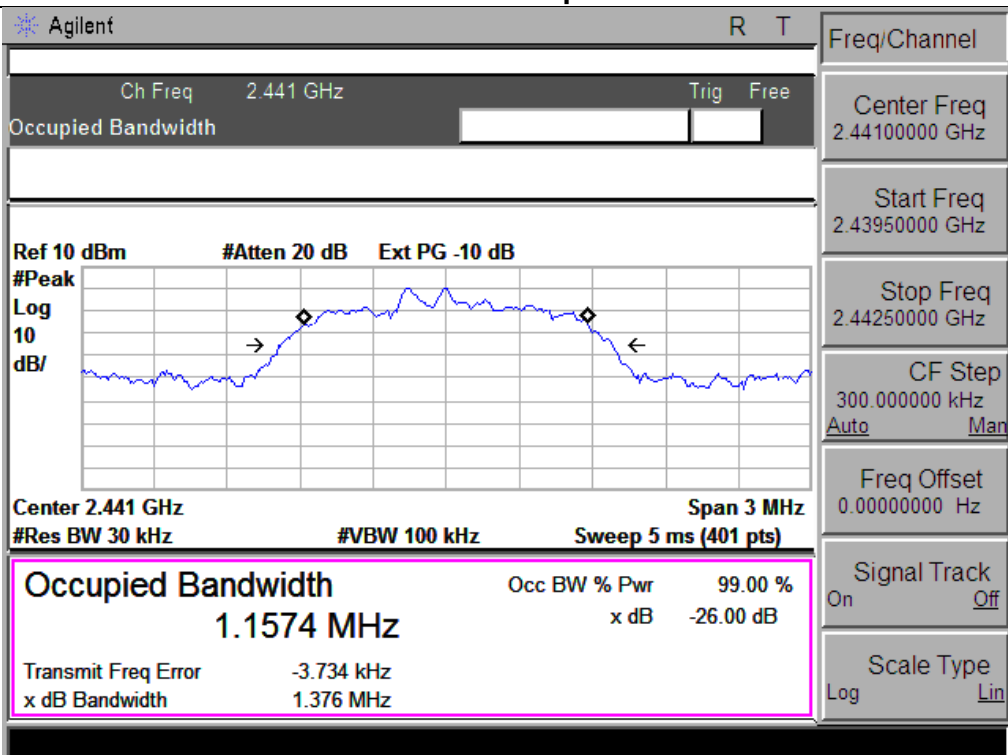 Agilent R T
Ch Freq 2.441 GHz Trig Free
Occupied Bandwidth
Ref 10 dBm #Atten 20 dB Ext PG -10 dB
#Peak
Log
10
dB/
Center 2.441 GHz Span 3 MHz
#Res BW 30 kHz #VBW 100 kHz Sweep 5 ms (401 pts)
Occupied Bandwidth Occ BW % Pwr 99.00 %
1.1574 MHz x dB -26.00 dB
Transmit Freq Error -3.734 kHz
x dB Bandwidth 1.376 MHz
Freq/Channel
Center Freq
2.44100000 GHz
Start Freq
2.43950000 GHz
Stop Freq
2.44250000 GHz
CF Step
300.000000 kHz
Auto Man
Freq Offset
0.00000000 Hz
Signal Track
On Off
Scale Type
Log Lin